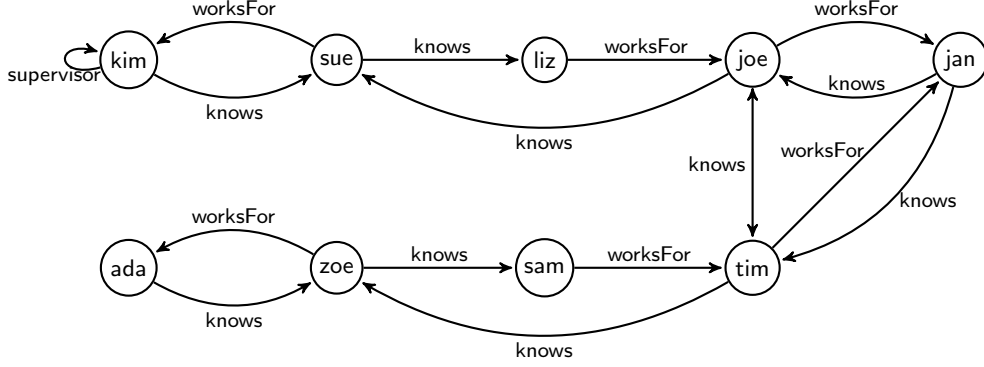 worksFor
worksFor
kim
sue
knows
liz
worksFor
joe
jan
supervisor
knows
knows
knows
knows
worksFor
knows
worksFor
knows
ada
zoe
knows
sam
worksFor
tim
knows
knows